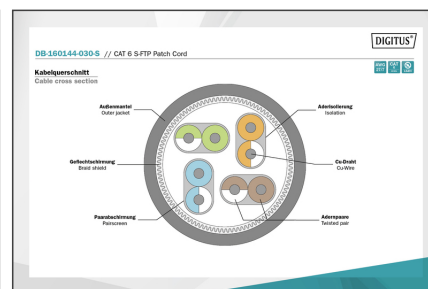 DIGITUS®
DB-160144-030-S // CAT 6 S-FTP Patch Cord
Kabelquerschnitt
Cable cross section
Außenmantel
Outer jacket
Aderisolierung
Isolation
Geflechtschirmung
Braid shield
Cu-Draht
Cu-Wire
Paarabschirmung
Pairscreen
Adernpaare
Twisted pair